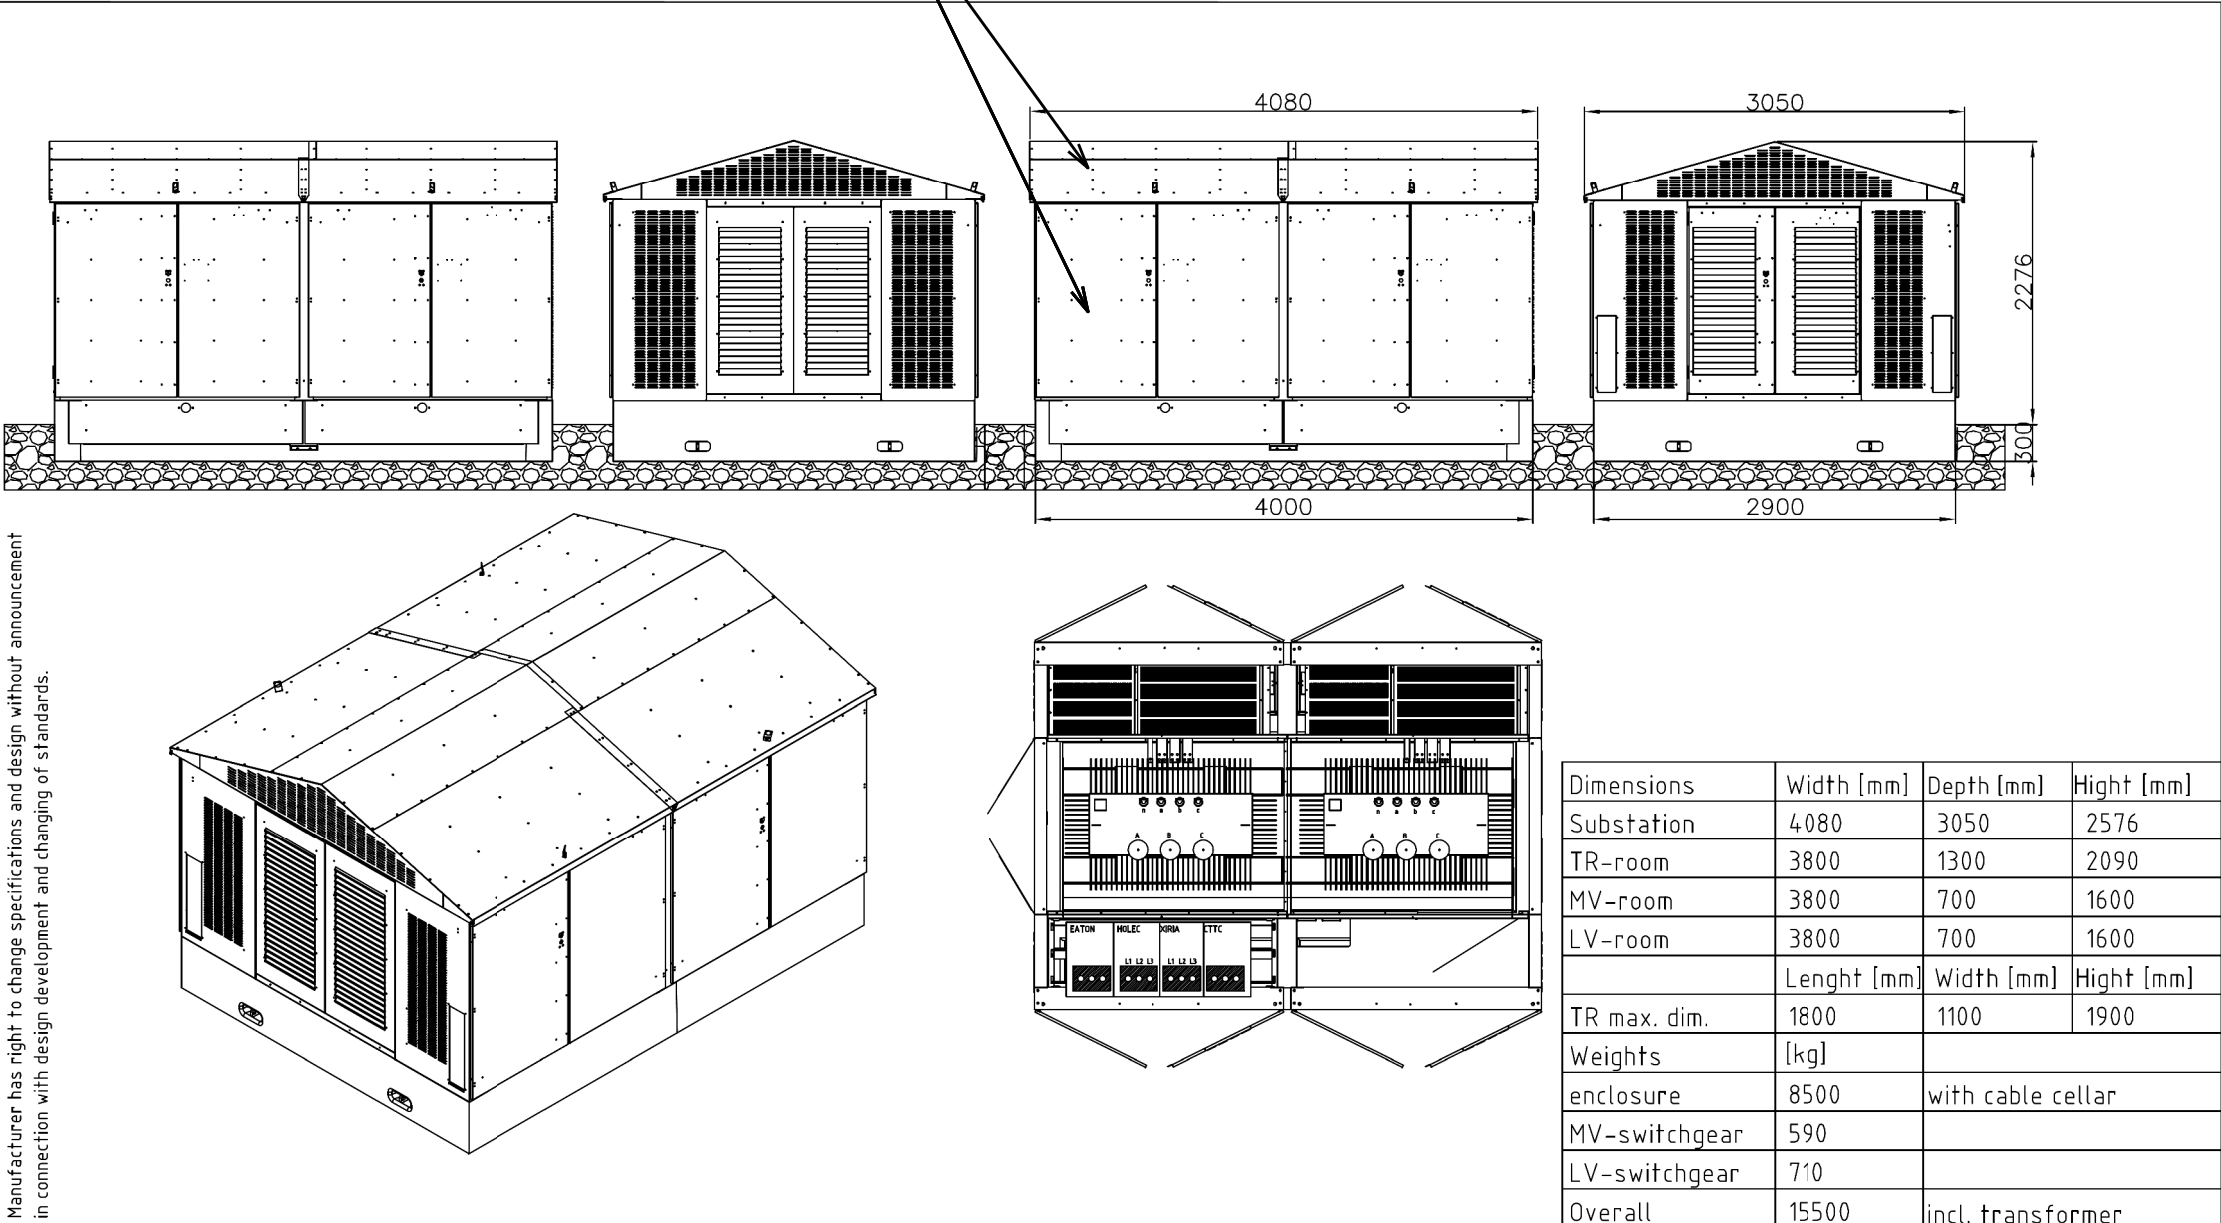 4080
3050
2276
300
4000
2900
Manufacturer has right to change specifications and design without announcement
in connection with design development and changing of standards.
n a b c
n a b c
A B C
A B C
EATON HOLEC XIRIA CTTC
L1 L2 L3 L1 L2 L3
Dimensions Width [mm] Depth [mm] Hight [mm]
Substation 4080 3050 2576
TR-room 3800 1300 2090
MV-room 3800 700 1600
LV-room 3800 700 1600
Lenght [mm] Width [mm] Hight [mm]
TR max. dim. 1800 1100 1900
Weights [kg]
enclosure 8500 with cable cellar
MV-switchgear 590
LV-switchgear 710
Overall 15500 incl. transformer